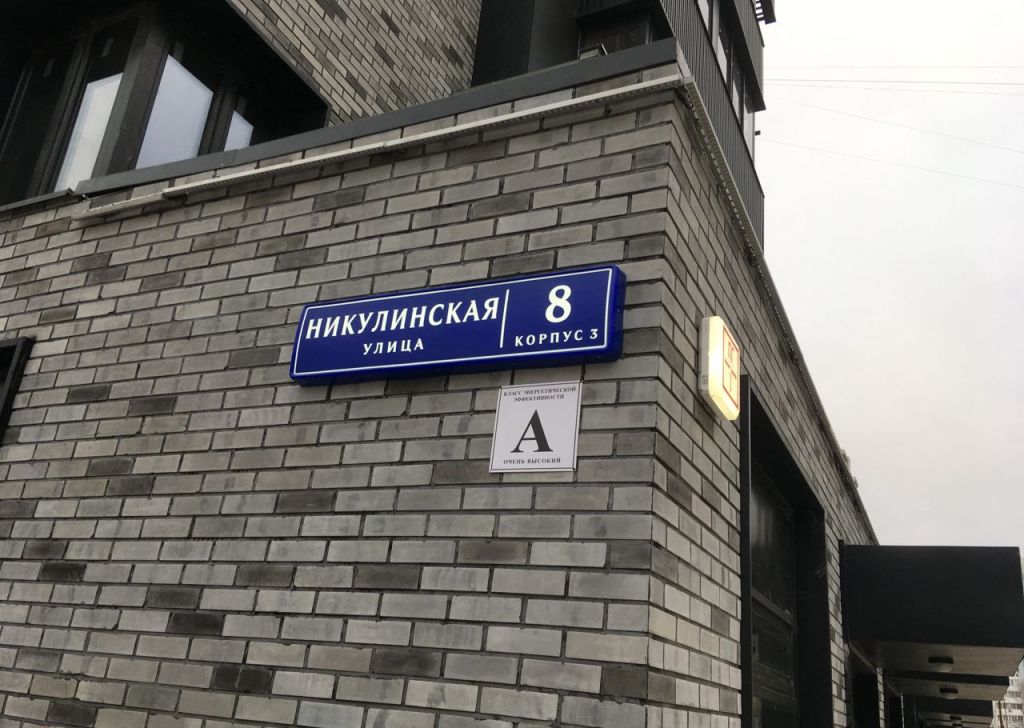 НИКУЛИНСКАЯ
УЛИЦА
8
КОРПУС 3
КЛАСС ЭНЕРГЕТИЧЕСКОЙ
ЭФФЕКТИВНОСТИ
А
ОЧЕНЬ ВЫСОКИЙ